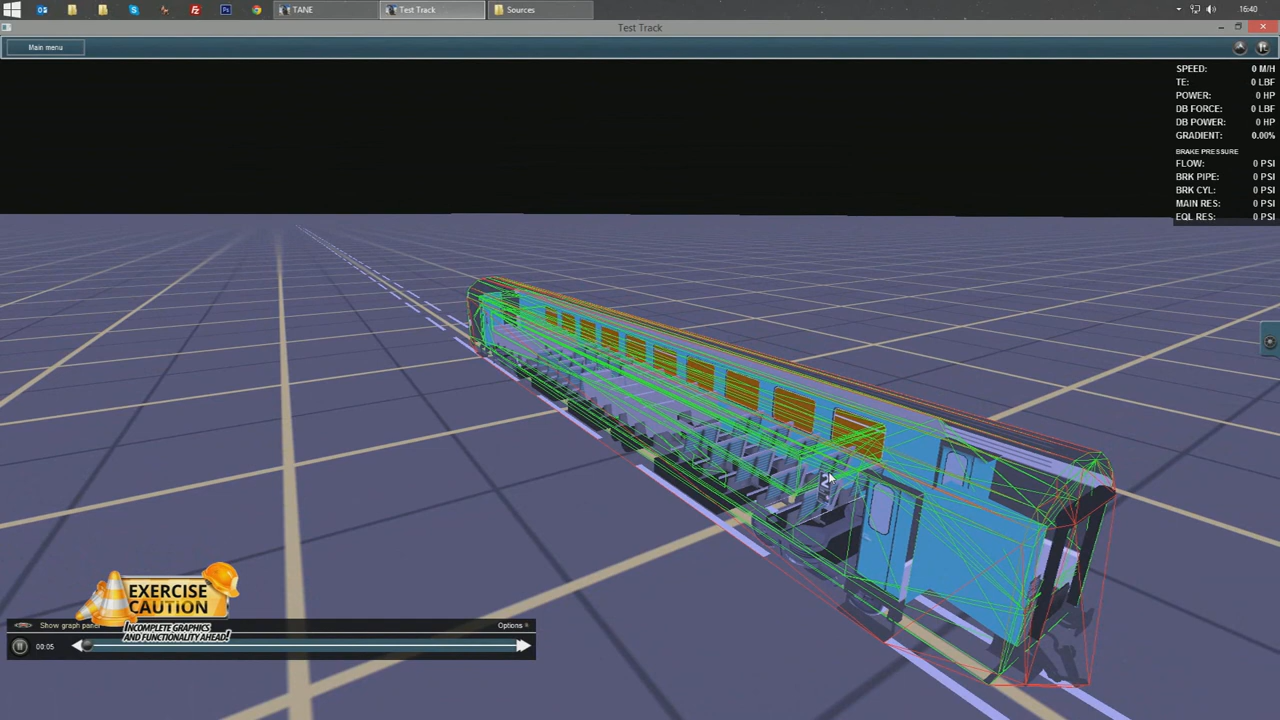 TANE
Test Track
Sources
16:40
Test Track
Main menu
SPEED: 0 M/H
TE: 0 LBF
POWER: 0 HP
DB FORCE: 0 LBF
DB POWER: 0 HP
GRADIENT: 0.00%
BRAKE PRESSURE
FLOW: 0 PSI
BRK PIPE: 0 PSI
BRK CYL: 0 PSI
MAIN RES: 0 PSI
EQL RES: 0 PSI
EXERCISE
CAUTION
INCOMPLETE GRAPHICS
AND FUNCTIONALITY AHEAD!
Show graph panel
Options
00:05